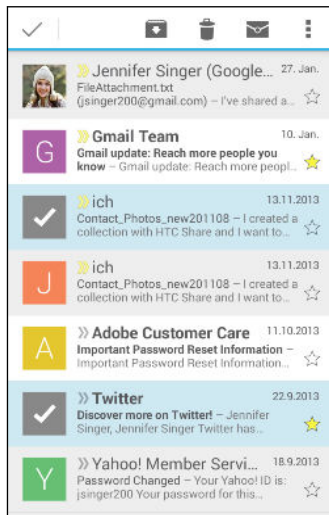 »Jennifer Singer (Google... 27. Jan.
FileAttachment.txt
(jsinger200@gmail.com) – I've shared a...
G
»Gmail Team 10. Jan.
Gmail update: Reach more people you
know – Gmail update: Reach more peopl...
»ich 13.11.2013
Contact_Photos_new201108 – I created a
collection with HTC Share and I want to...
J
»ich 13.11.2013
Contact_Photos_new201108 – I created a
collection with HTC Share and I want to...
A
»Adobe Customer Care 11.10.2013
Important Password Reset Information –
Important Password Reset Information...
»Twitter 22.9.2013
Discover more on Twitter! – Jennifer
Singer, Jennifer Singer Twitter has...
Y
»Yahoo! Member Servi... 18.9.2013
Password Changed – Your Yahoo! ID is:
jsinger200 Your password for this...